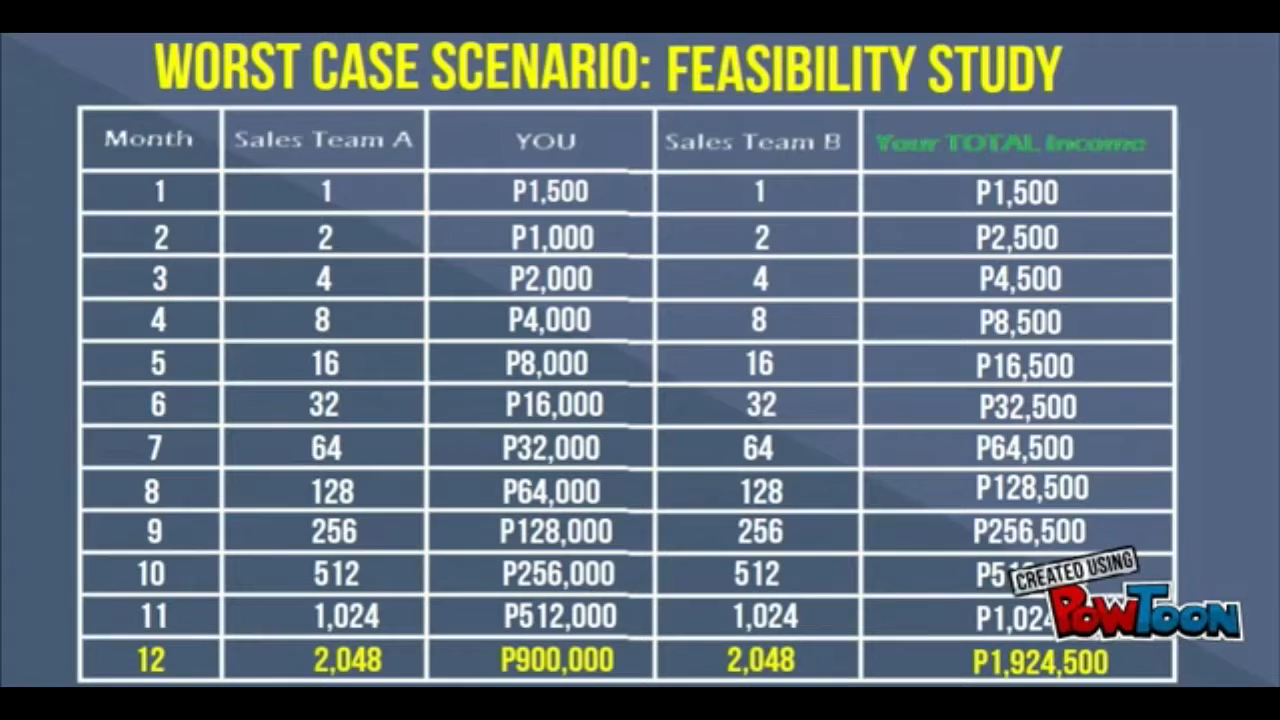 WORST CASE SCENARIO: FEASIBILITY STUDY
Month Sales Team A YOU Sales Team B Your TOTAL Income
1 1 P1,500 1 P1,500
2 2 P1,000 2 P2,500
3 4 P2,000 4 P4,500
4 8 P4,000 8 P8,500
5 16 P8,000 16 P16,500
6 32 P16,000 32 P32,500
7 64 P32,000 64 P64,500
8 128 P64,000 128 P128,500
9 256 P128,000 256 P256,500
10 512 P256,000 512
11 1,024 P512,000 1,024
12 2,048 P900,000 2,048 P1,924,500
CREATED USING
POWTOON